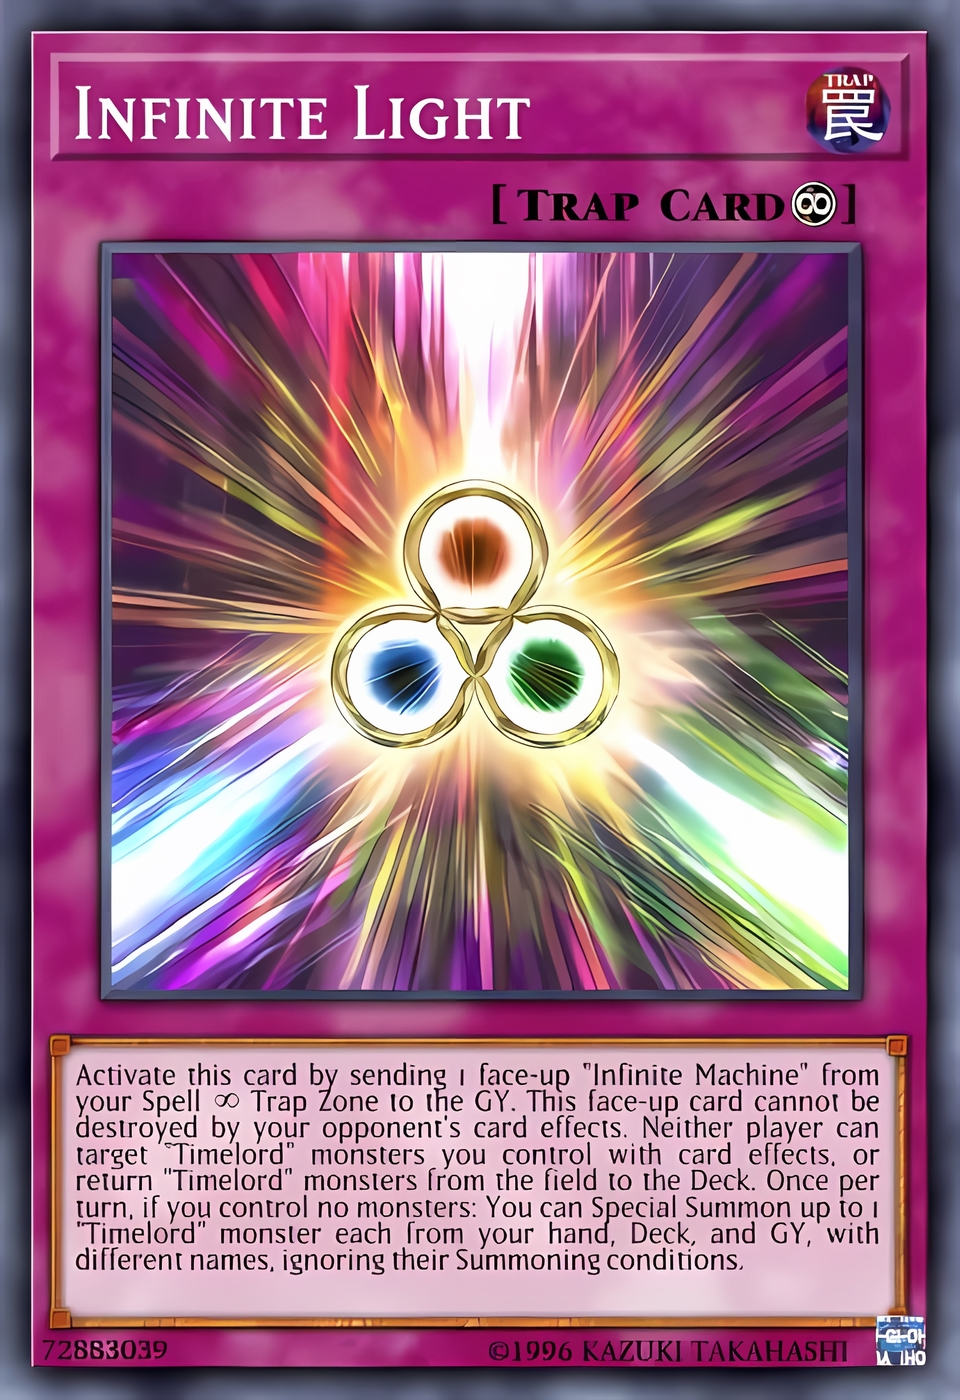 INFINITE LIGHT
TRAP
罠
[TRAP CARD∞]
Activate this card by sending 1 face-up "Infinite Machine" from
your Spell ∞ Trap Zone to the GY. This face-up card cannot be
destroyed by your opponent's card effects. Neither player can
target "Timelord" monsters you control with card effects, or
return "Timelord" monsters from the field to the Deck. Once per
turn, if you control no monsters: You can Special Summon up to 1
"Timelord" monster each from your hand, Deck, and GY, with
different names, ignoring their Summoning conditions.
72883039
©1996 KAZUKI TAKAHASHI